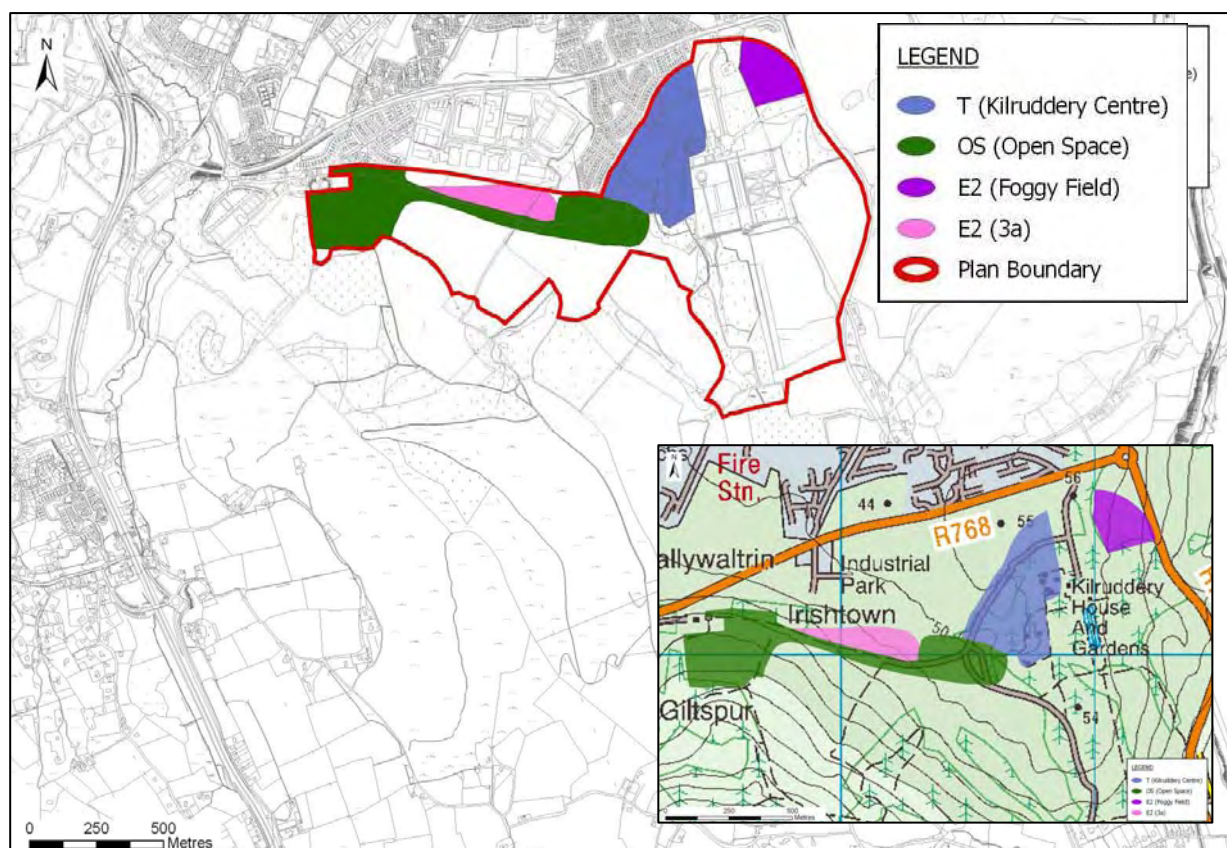 N
LEGEND
T (Kilruddery Centre)
OS (Open Space)
E2 (Foggy Field)
E2 (3a)
Plan Boundary
e)
0 250 500
Metres
N
Fire
Stn.
44
56
55
R768
allywaltrin
Industrial
Park
Irishtown
50
Kilruddery
House
And
Gardens
Giltspur
54
0 250 500
Metres
LEGEND
T (Kilruddery Centre)
OS (Open Space)
E2 (Foggy Field)
E2 (3a)